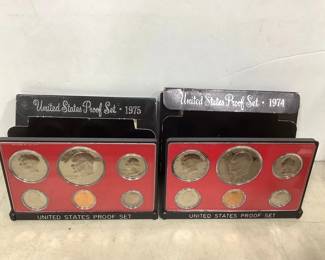 United States Proof Set · 1975
United States Proof Set · 1974
UNITED STATES PROOF SET
UNITED STATES PROOF SET